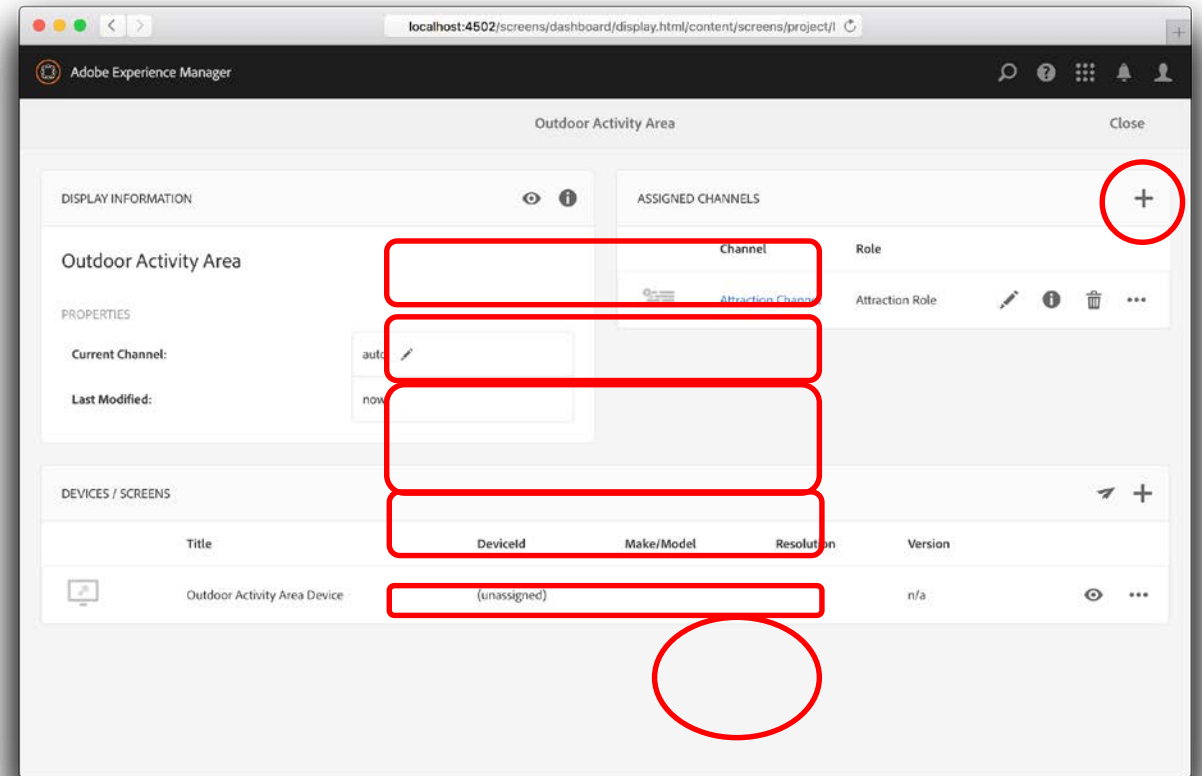 localhost:4502/screens/dashboard/display.html/content/screens/project/l
Adobe Experience Manager
Outdoor Activity Area
Close
DISPLAY INFORMATION
Outdoor Activity Area
PROPERTIES
Current Channel:
auto
Last Modified:
now
ASSIGNED CHANNELS
Channel Role
Attraction Channel Attraction Role
DEVICES / SCREENS
Title DeviceId Make/Model Resolution Version
Outdoor Activity Area Device (unassigned) n/a